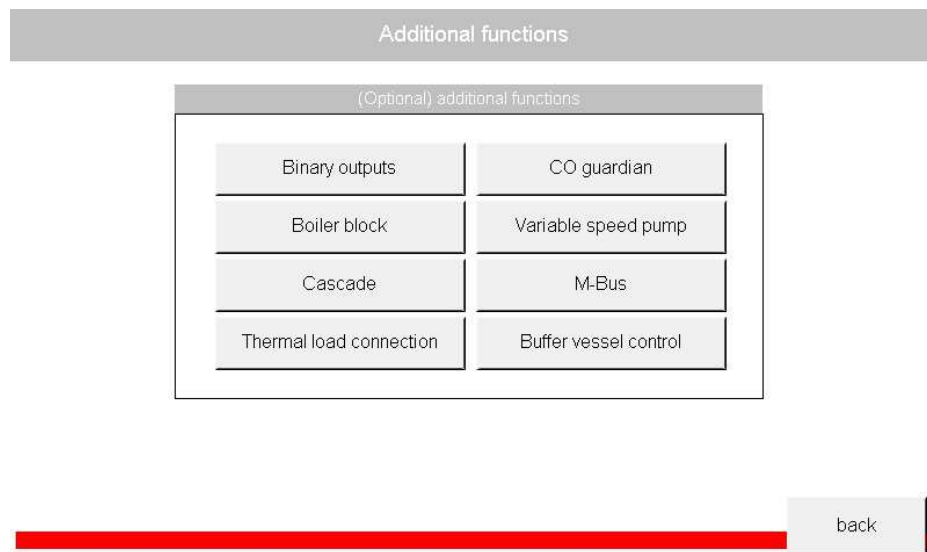 Additional functions
(Optional) additional functions
Binary outputs
CO guardian
Boiler block
Variable speed pump
Cascade
M-Bus
Thermal load connection
Buffer vessel control
back